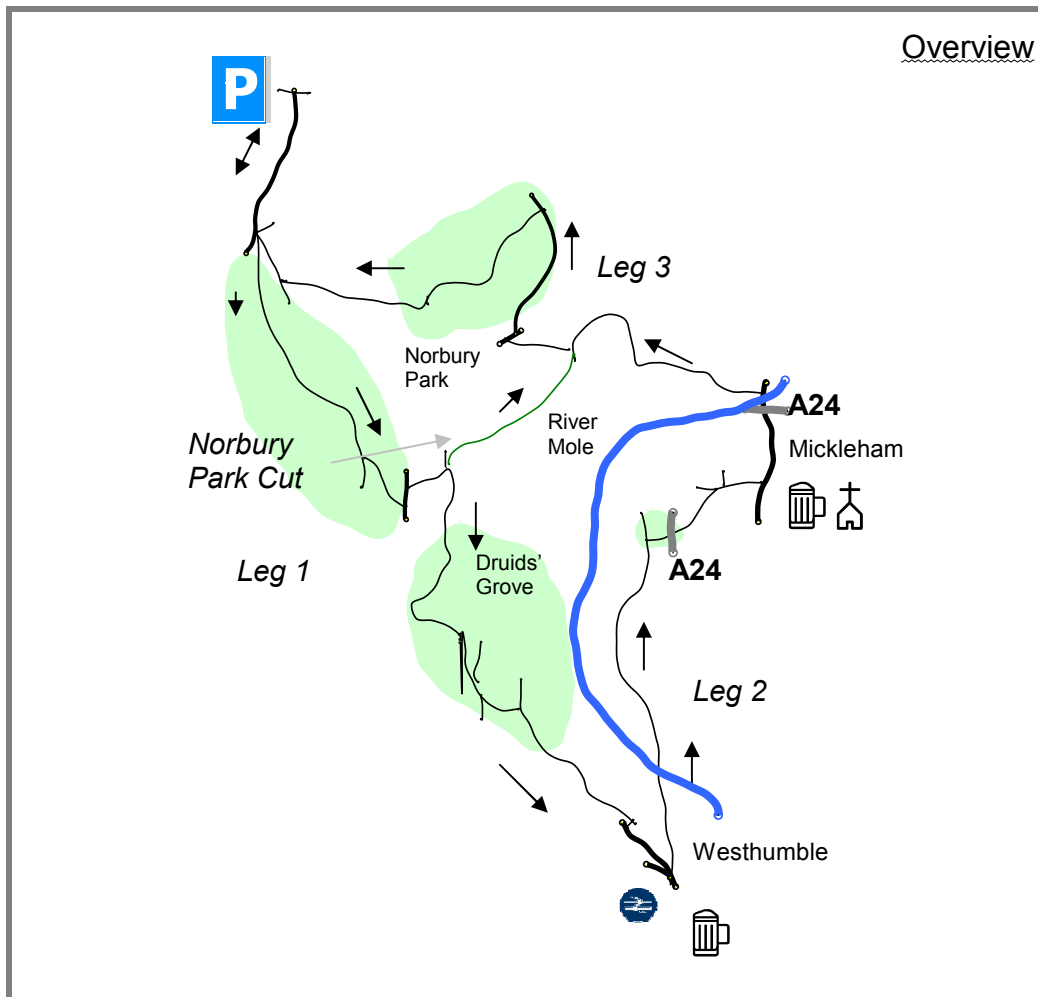 Overview
P
Leg 3
Norbury
Park
A24
River
Mole
Mickleham
Norbury
Park Cut
Leg 1
Druids'
Grove
A24
Leg 2
Westhumble